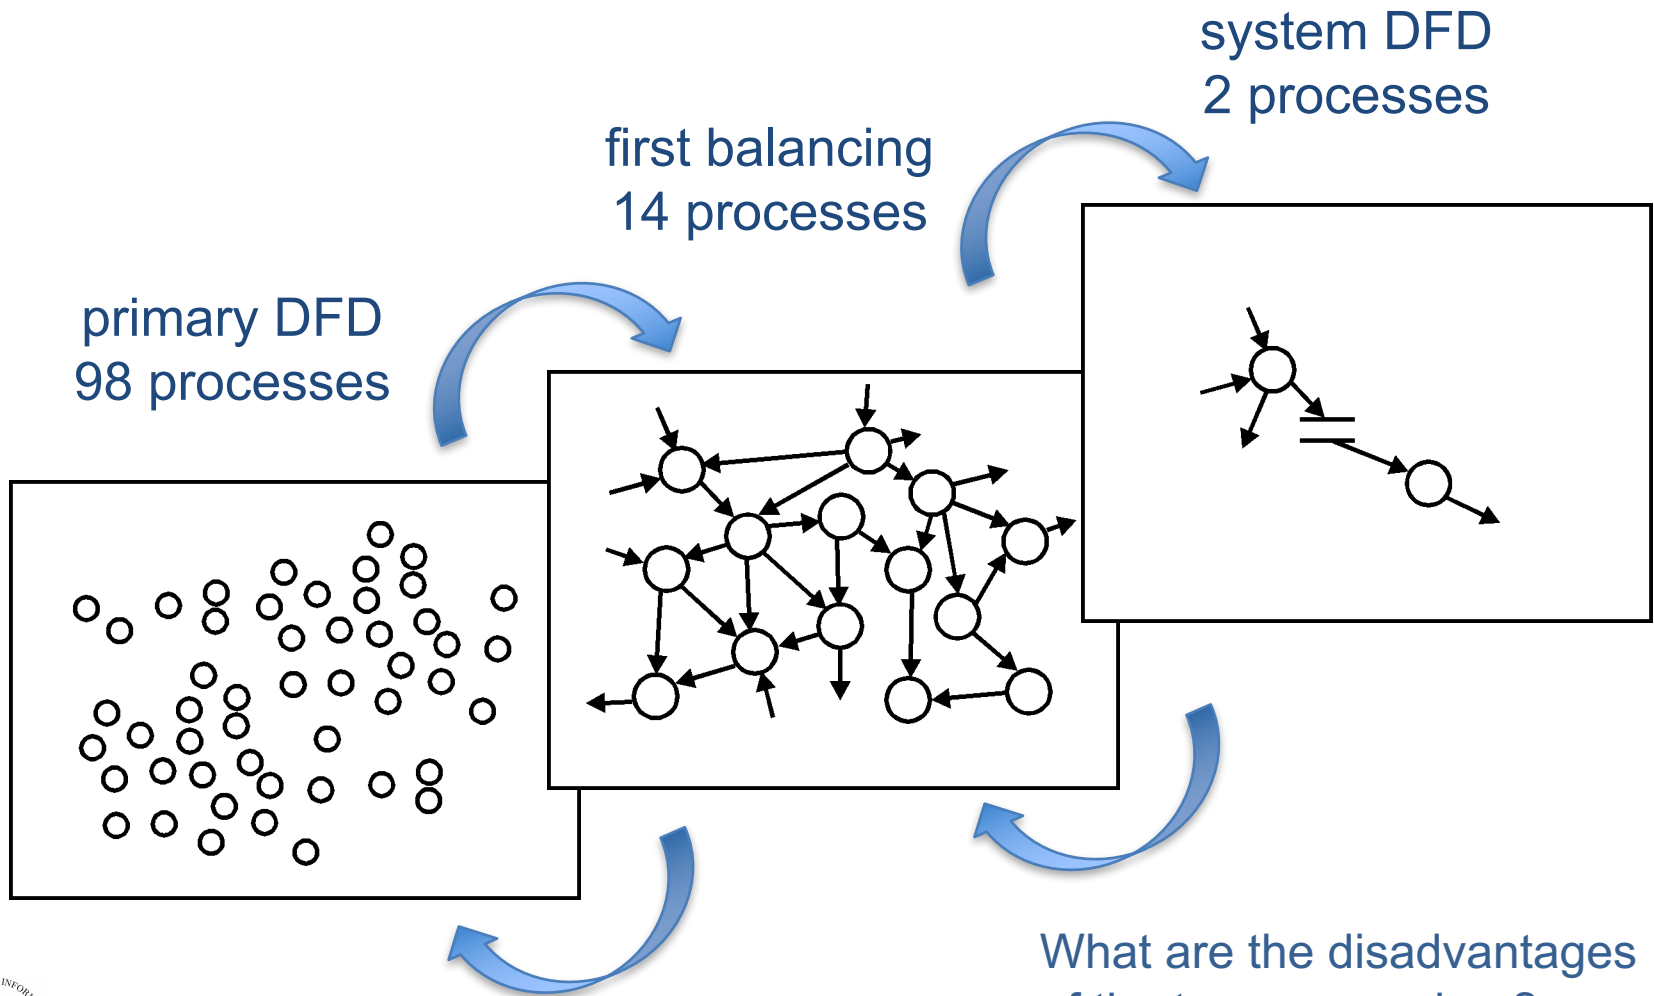 system DFD
2 processes
first balancing
14 processes
primary DFD
98 processes
What are the disadvantages